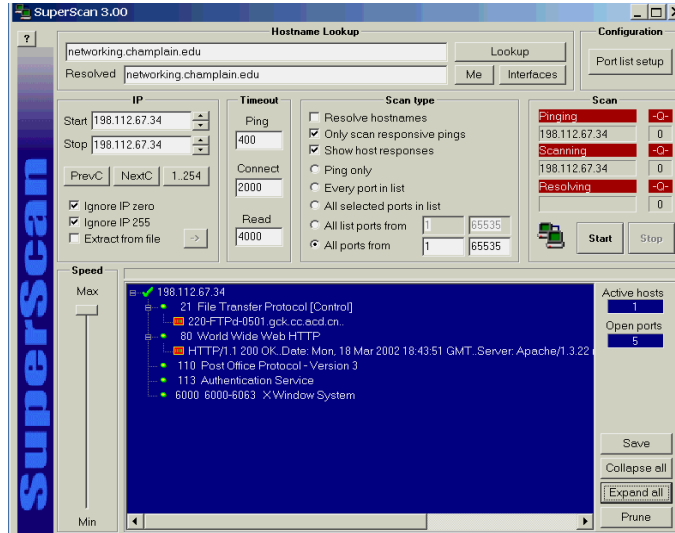 SuperScan 3.00
?
Hostname Lookup
networking.champlain.edu
Lookup
Resolved networking.champlain.edu
Me Interfaces
Configuration
Port list setup
IP
Start 198.112.67.34
Stop 198.112.67.34
PrevC NextC 1..254
Ignore IP zero
Ignore IP 255
Extract from file ->
Timeout
Ping
400
Connect
2000
Read
4000
Scan type
Resolve hostnames
Only scan responsive pings
Show host responses
Ping only
Every port in list
All selected ports in list
All list ports from 1 65535
All ports from 1 65535
Scan
Pinging -Q-
198.112.67.34 0
Scanning -Q-
198.112.67.34 0
Resolving -Q-
0
Start Stop
SuperScan
Speed
Max
Min
198.112.67.34
21 File Transfer Protocol [Control]
220-FTPd-0501.gck.cc.acd.cn..
80 World Wide Web HTTP
HTTP/1.1 200 OK..Date: Mon, 18 Mar 2002 18:43:51 GMT..Server: Apache/1.3.22
110 Post Office Protocol - Version 3
113 Authentication Service
6000 6000-6063 X Window System
Active hosts
1
Open ports
5
Save
Collapse all
Expand all
Prune